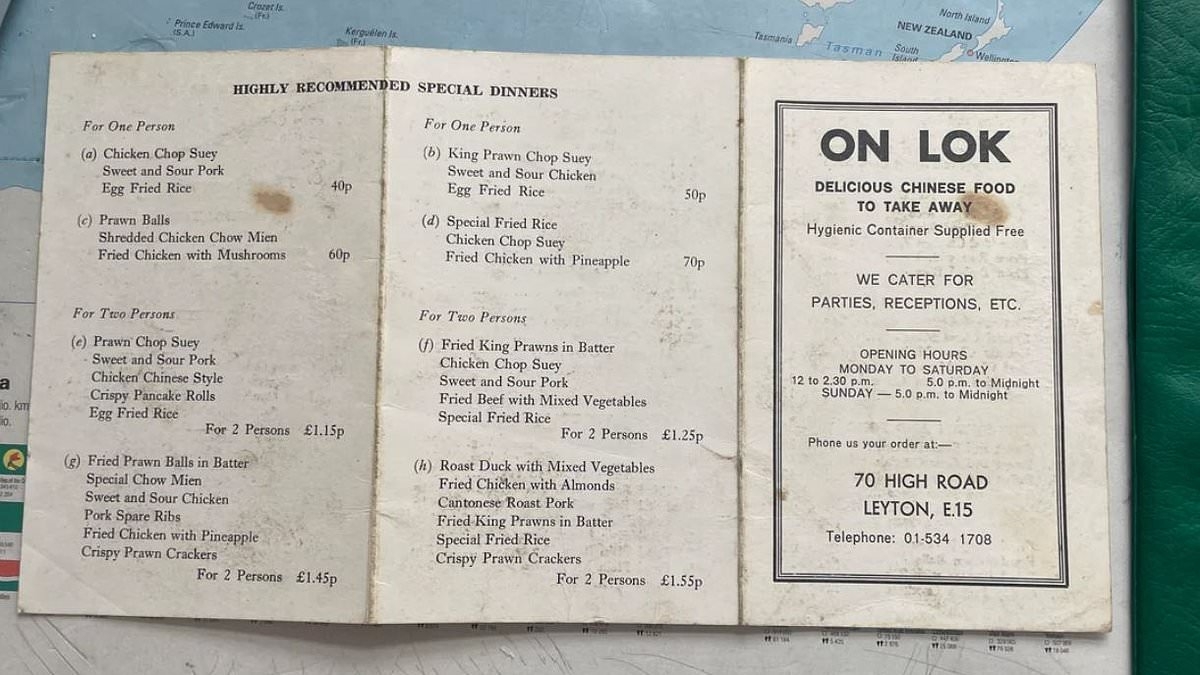 Crozet Is.
(Fr.)
Prince Edward Is.
(S.A.)
Kerguélen Is.
(Fr.)
Tasmania
Tasman
North Island
NEW ZEALAND
South
Island
Wellington
HIGHLY RECOMMENDED SPECIAL DINNERS
For One Person
(a) Chicken Chop Suey
Sweet and Sour Pork
Egg Fried Rice 40p
(c) Prawn Balls
Shredded Chicken Chow Mien
Fried Chicken with Mushrooms 60p
For Two Persons
(e) Prawn Chop Suey
Sweet and Sour Pork
Chicken Chinese Style
Crispy Pancake Rolls
Egg Fried Rice
For 2 Persons £1.15p
(g) Fried Prawn Balls in Batter
Special Chow Mien
Sweet and Sour Chicken
Pork Spare Ribs
Fried Chicken with Pineapple
Crispy Prawn Crackers
For 2 Persons £1.45p
For One Person
(b) King Prawn Chop Suey
Sweet and Sour Chicken
Egg Fried Rice 50p
(d) Special Fried Rice
Chicken Chop Suey
Fried Chicken with Pineapple 70p
For Two Persons
(f) Fried King Prawns in Batter
Chicken Chop Suey
Sweet and Sour Pork
Fried Beef with Mixed Vegetables
Special Fried Rice
For 2 Persons £1.25p
(h) Roast Duck with Mixed Vegetables
Fried Chicken with Almonds
Cantonese Roast Pork
Fried King Prawns in Batter
Special Fried Rice
Crispy Prawn Crackers
For 2 Persons £1.55p
ON LOK
DELICIOUS CHINESE FOOD
TO TAKE AWAY
Hygienic Container Supplied Free
WE CATER FOR
PARTIES, RECEPTIONS, ETC.
OPENING HOURS
MONDAY TO SATURDAY
12 to 2.30 p.m. 5.0 p.m. to Midnight
SUNDAY — 5.0 p.m. to Midnight
Phone us your order at:—
70 HIGH ROAD
LEYTON, E.15
Telephone: 01-534 1708